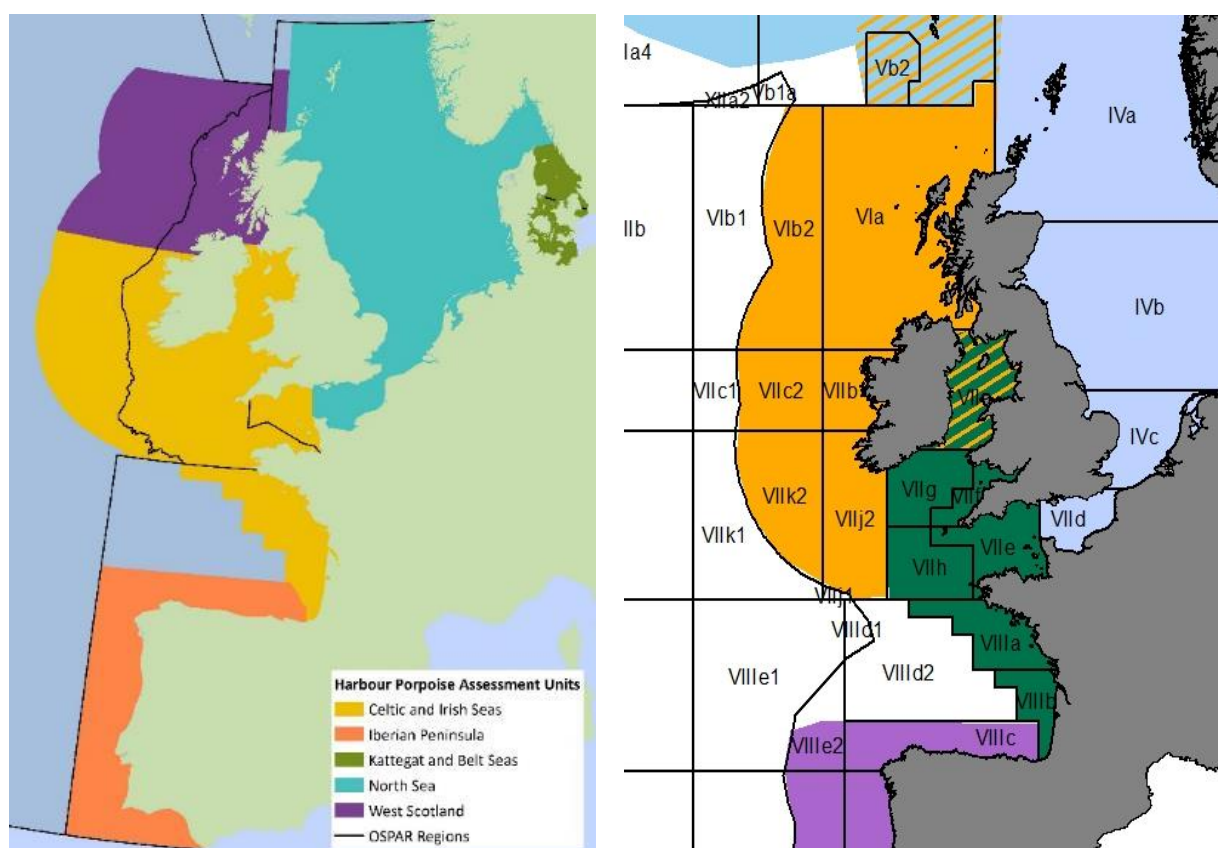 Harbour Porpoise Assessment Units
Celtic and Irish Seas
Iberian Peninsula
Kattegat and Belt Seas
North Sea
West Scotland
OSPAR Regions
Ia4
Vb2
XIIa2
Vb1a
IVa
IIb
VIb1
VIb2
VIa
IVb
VIIc1
VIIc2
VIIb
IVc
VIIg
VIIk2
VIIj2
VIId
VIIk1
VIIe
VIIh
VIIj1
VIIId1
VIIIa
VIIIe1
VIIId2
VIIIb
VIIIe2
VIIIc